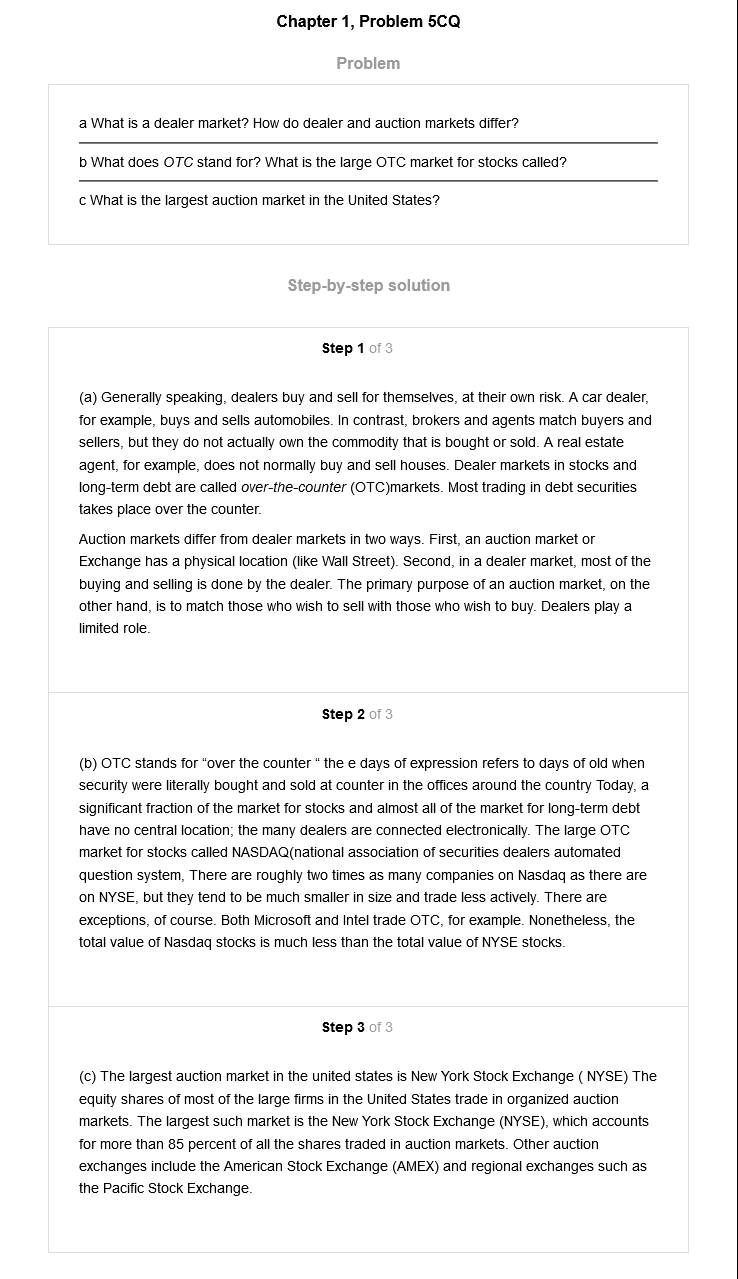 Chapter 1, Problem 5CQ
Problem
a What is a dealer market? How do dealer and auction markets differ?
b What does OTC stand for? What is the large OTC market for stocks called?
c What is the largest auction market in the United States?
Step-by-step solution
Step 1 of 3
(a) Generally speaking, dealers buy and sell for themselves, at their own risk. A car dealer,
for example, buys and sells automobiles. In contrast, brokers and agents match buyers and
sellers, but they do not actually own the commodity that is bought or sold. A real estate
agent, for example, does not normally buy and sell houses. Dealer markets in stocks and
long-term debt are called over-the-counter (OTC)markets. Most trading in debt securities
takes place over the counter.
Auction markets differ from dealer markets in two ways. First, an auction market or
Exchange has a physical location (like Wall Street). Second, in a dealer market, most of the
buying and selling is done by the dealer. The primary purpose of an auction market, on the
other hand, is to match those who wish to sell with those who wish to buy. Dealers play a
limited role.
Step 2 of 3
(b) OTC stands for “over the counter “ the e days of expression refers to days of old when
security were literally bought and sold at counter in the offices around the country Today, a
significant fraction of the market for stocks and almost all of the market for long-term debt
have no central location; the many dealers are connected electronically. The large OTC
market for stocks called NASDAQ(national association of securities dealers automated
question system, There are roughly two times as many companies on Nasdaq as there are
on NYSE, but they tend to be much smaller in size and trade less actively. There are
exceptions, of course. Both Microsoft and Intel trade OTC, for example. Nonetheless, the
total value of Nasdaq stocks is much less than the total value of NYSE stocks.
Step 3 of 3
(c) The largest auction market in the united states is New York Stock Exchange ( NYSE) The
equity shares of most of the large firms in the United States trade in organized auction
markets. The largest such market is the New York Stock Exchange (NYSE), which accounts
for more than 85 percent of all the shares traded in auction markets. Other auction
exchanges include the American Stock Exchange (AMEX) and regional exchanges such as
the Pacific Stock Exchange.